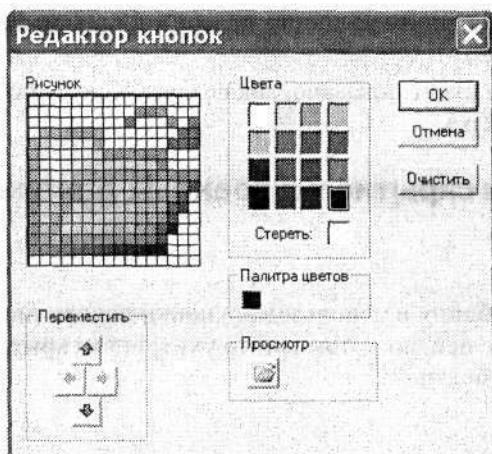 Редактор кнопок
Рисунок
Цвета
OK
Отмена
Очистить
Стереть:
Палитра цветов
Переместить
Просмотр